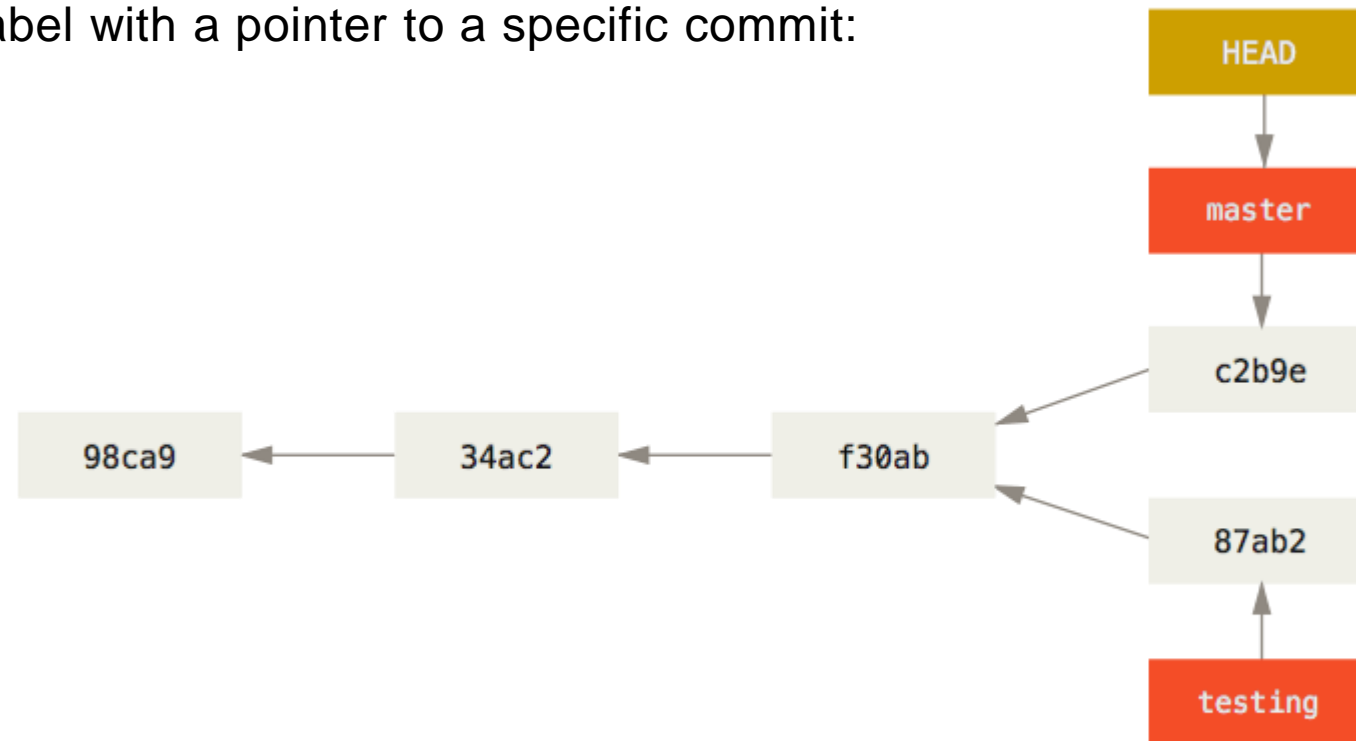 abel with a pointer to a specific commit:
HEAD
master
c2b9e
98ca9
34ac2
f30ab
87ab2
testing